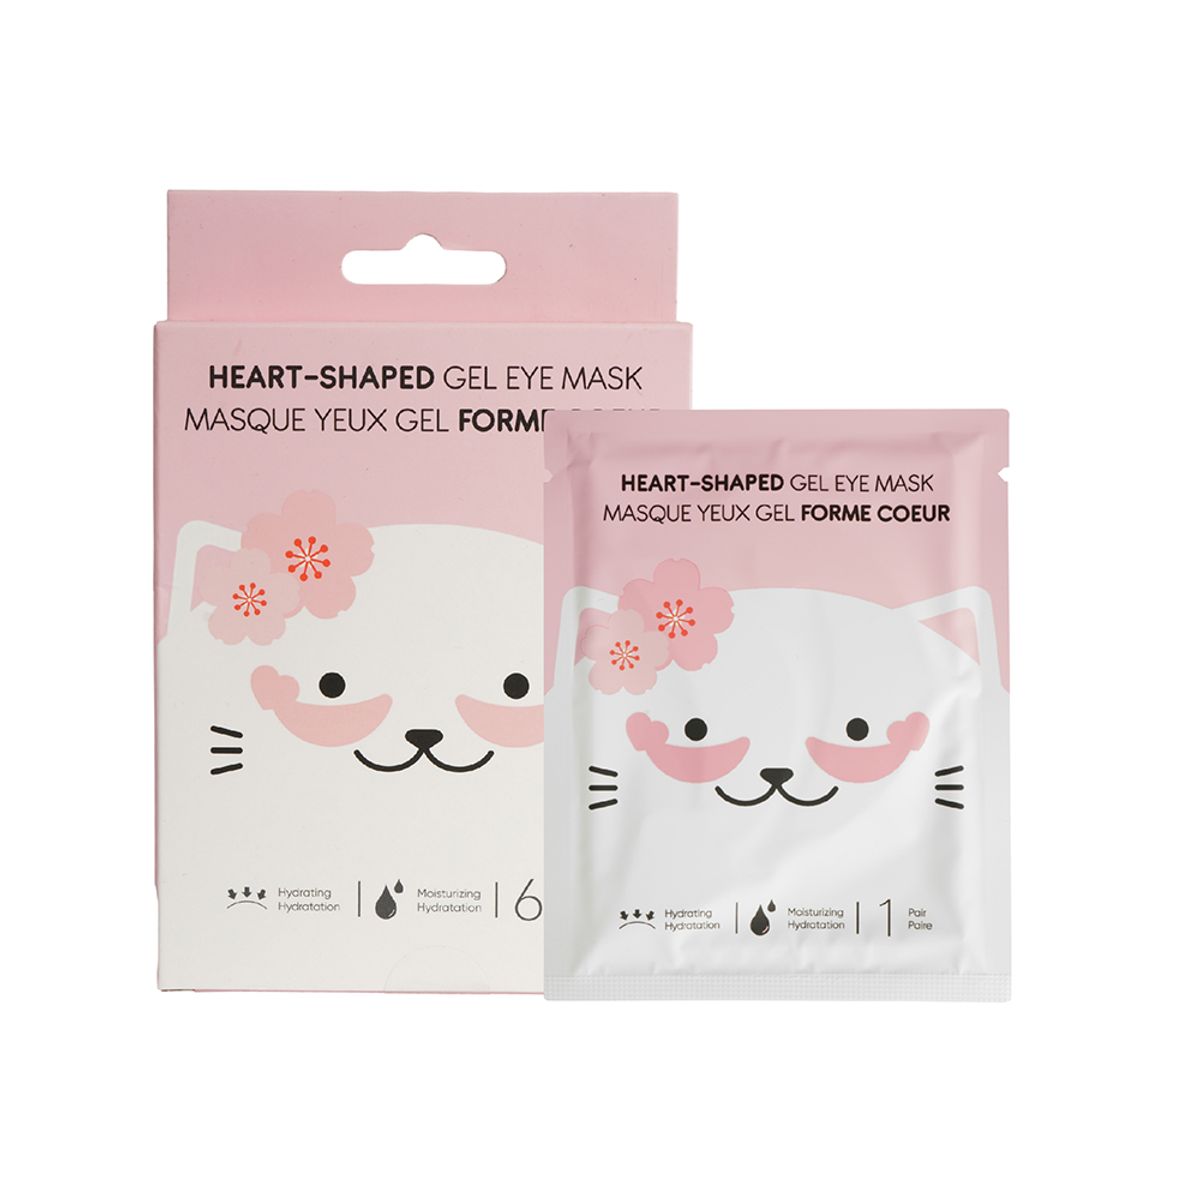 HEART-SHAPED GEL EYE MASK
MASQUE YEUX GEL FORME
Hydrating
Hydratation
Moisturizing
Hydratation
6
HEART-SHAPED GEL EYE MASK
MASQUE YEUX GEL FORME COEUR
Hydrating
Hydratation
Moisturizing
Hydratation
1
Pair
Paire